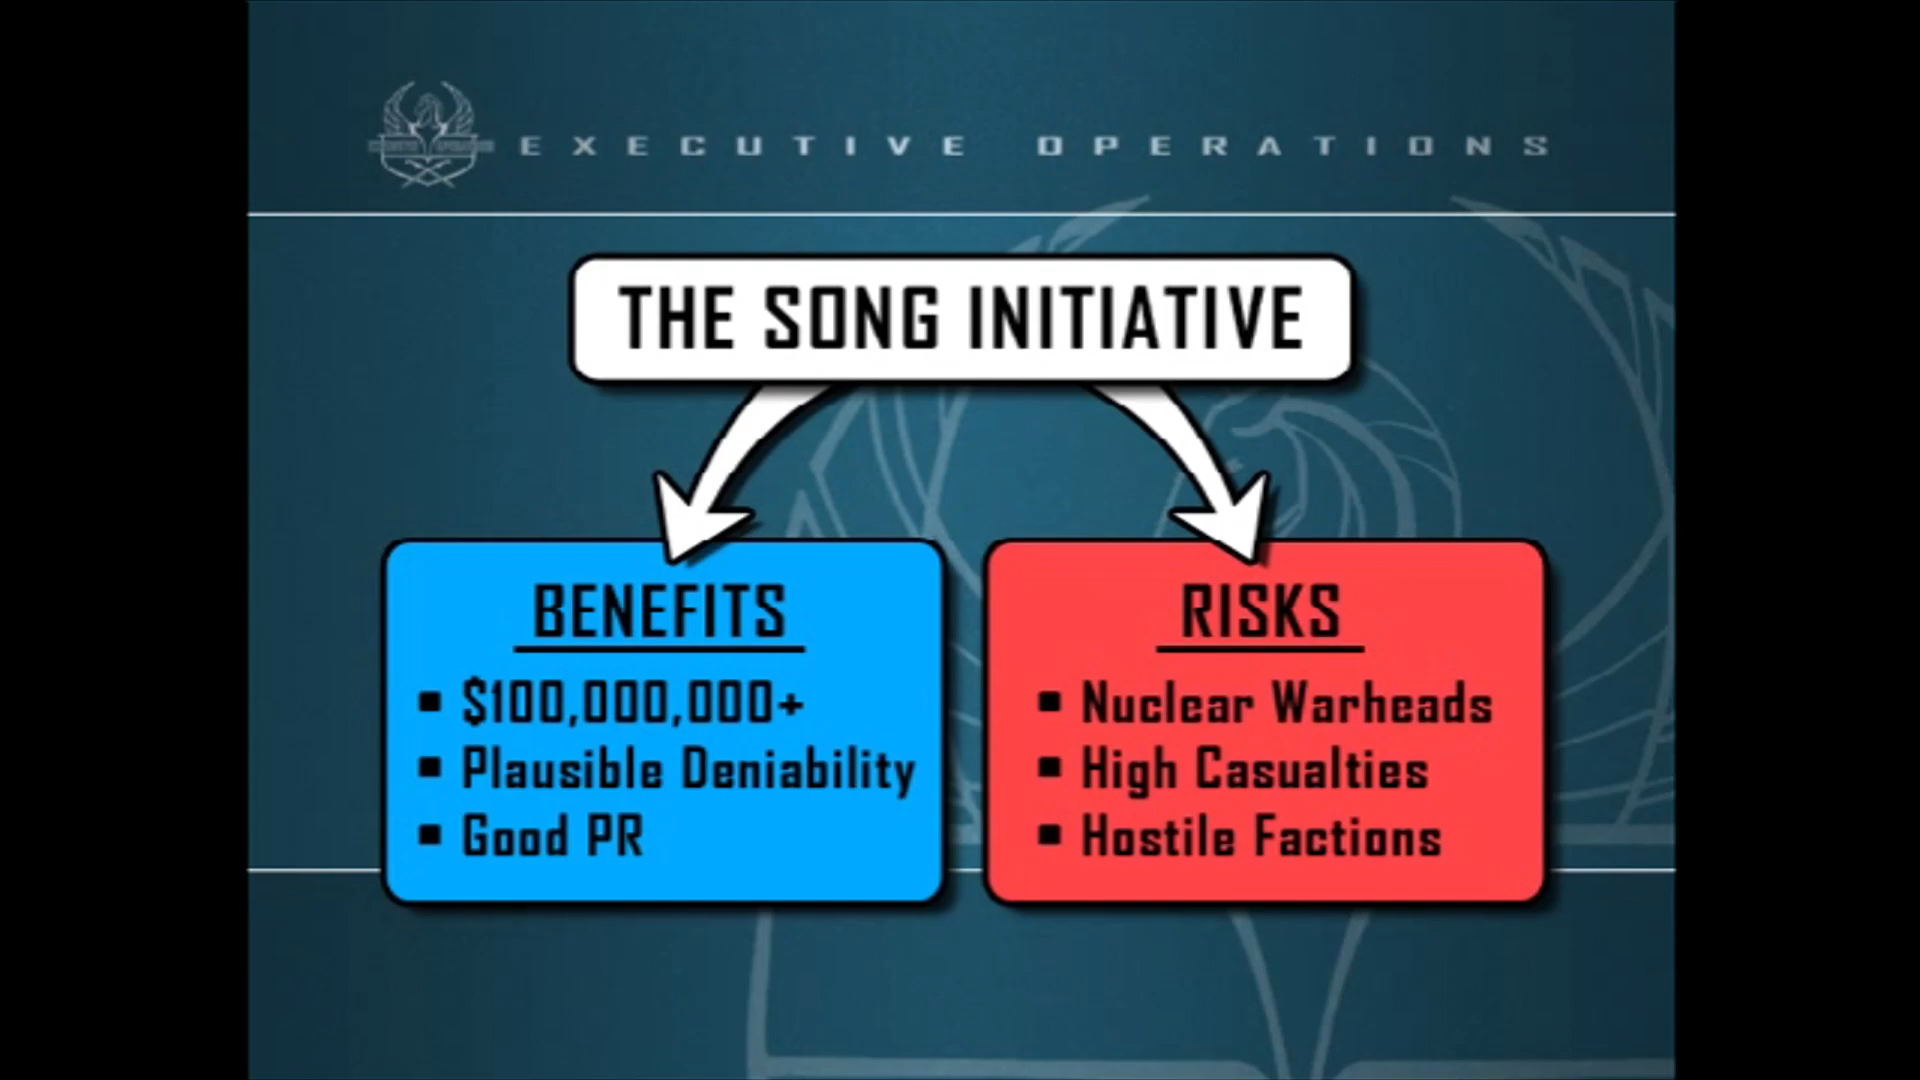 EXECUTIVE OPERATIONS
THE SONG INITIATIVE
BENEFITS
▪ $100,000,000+
▪ Plausible Deniability
▪ Good PR
RISKS
▪ Nuclear Warheads
▪ High Casualties
▪ Hostile Factions